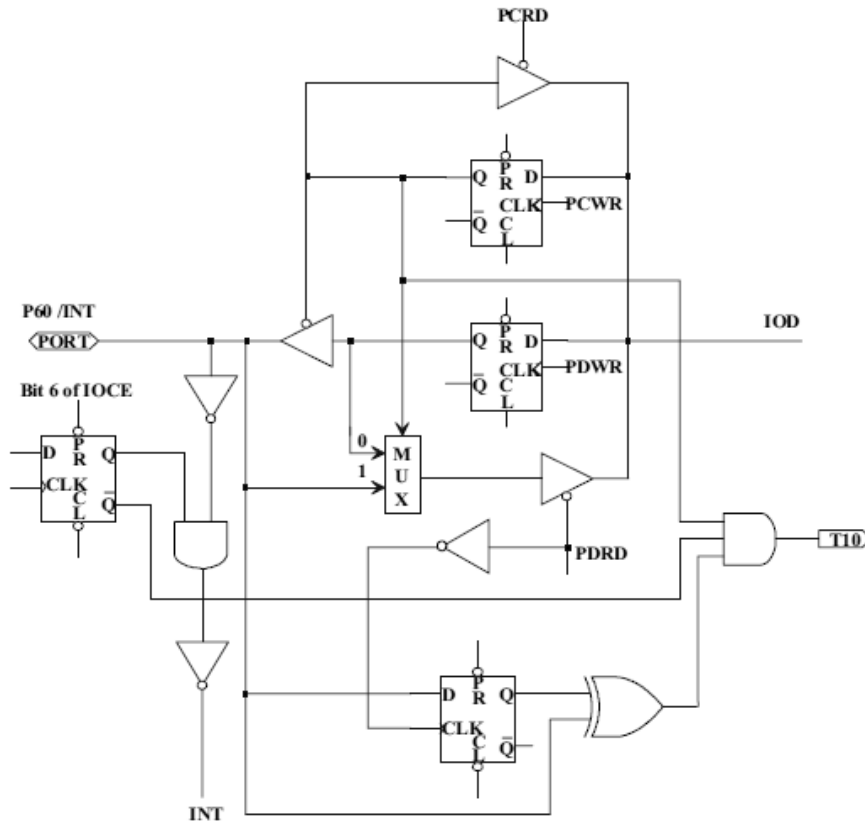 PCRD
Q P R D
CLK PCWR
Q̅ C L
P60 /INT
PORT
Q P R D
CLK PDWR
Q̅ C L
IOD
Bit 6 of IOCE
D P R Q
CLK
C L Q̅
0
1
M U X
PDRD
T10
D P R Q
CLK
C L Q̅
INT